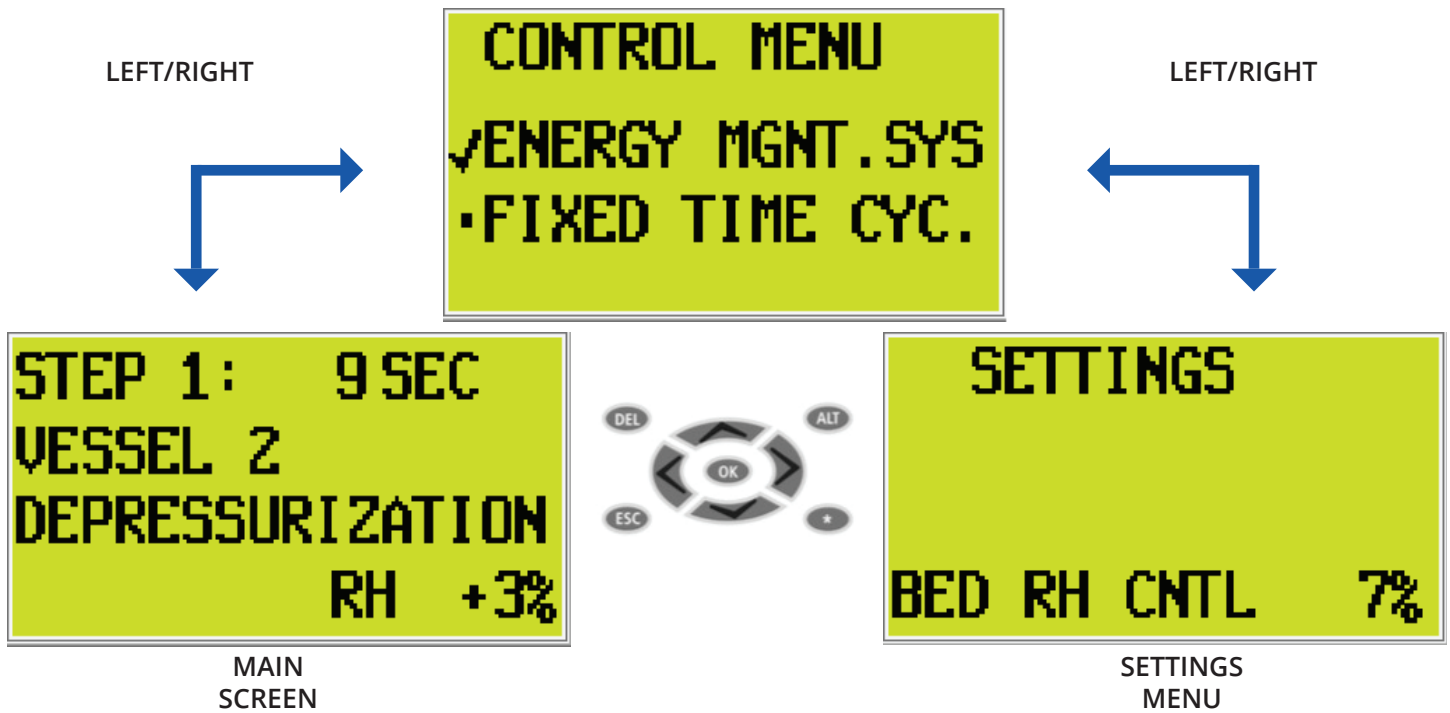 CONTROL MENU
✓ENERGY MGNT.SYS
·FIXED TIME CYC.
LEFT/RIGHT
LEFT/RIGHT
STEP 1: 9 SEC
VESSEL 2
DEPRESSURIZATION
RH +3%
MAIN
SCREEN
DEL
ALT
OK
ESC
*
SETTINGS
BED RH CNTL 7%
SETTINGS
MENU